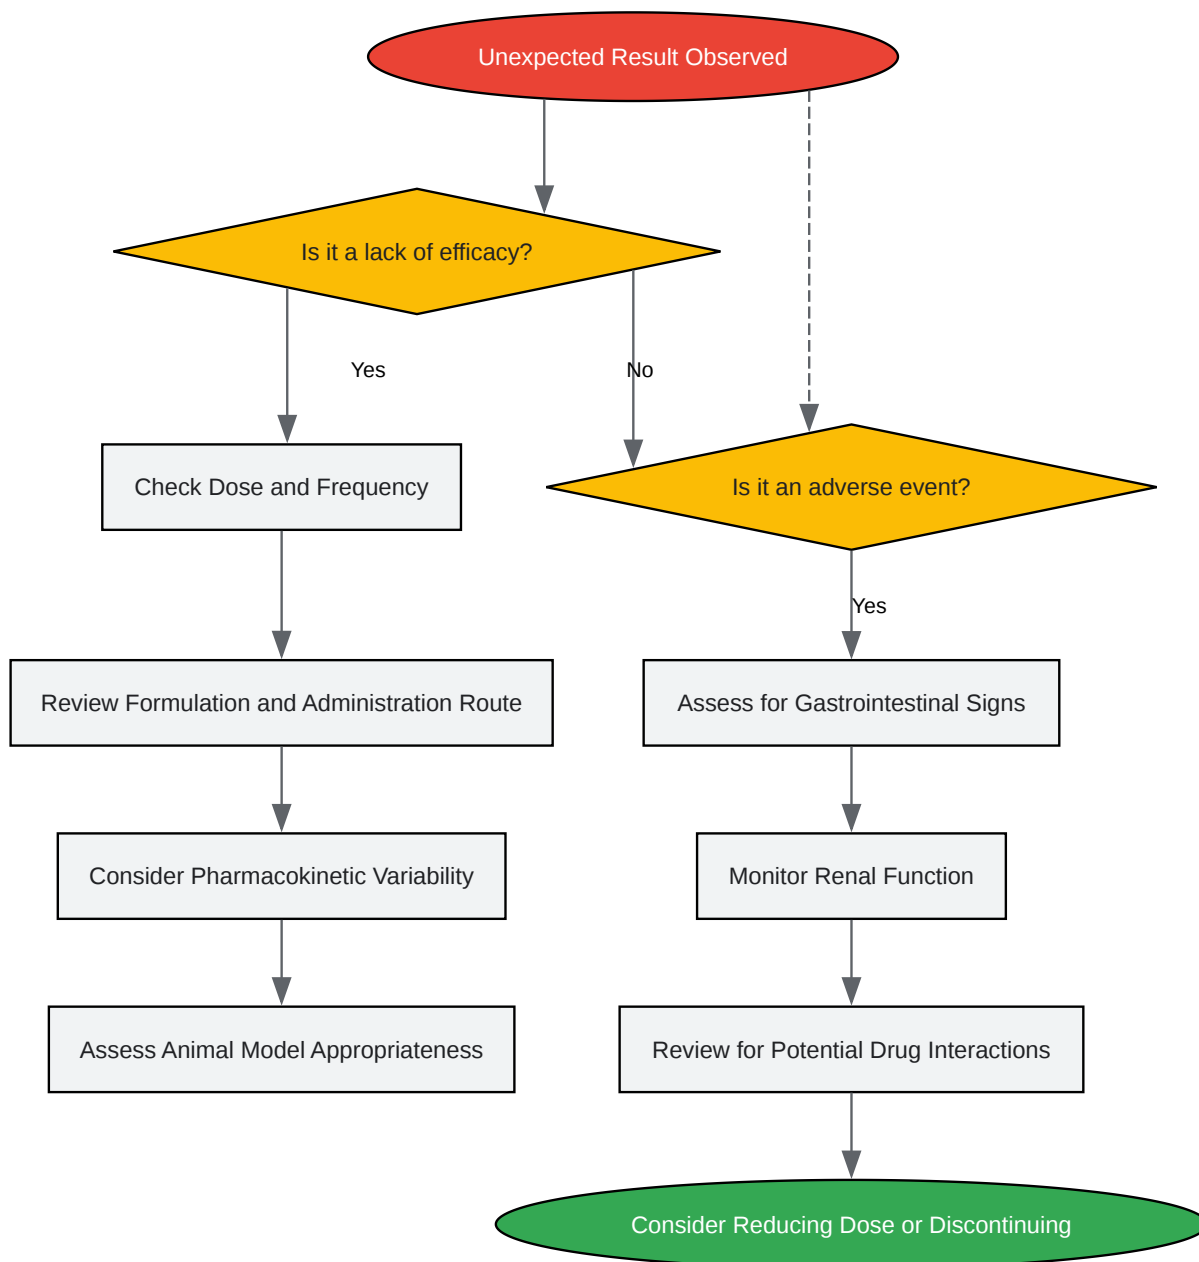 Unexpected Result Observed
Is it a lack of efficacy?
Yes
No
Check Dose and Frequency
Is it an adverse event?
Yes
Review Formulation and Administration Route
Assess for Gastrointestinal Signs
Consider Pharmacokinetic Variability
Monitor Renal Function
Assess Animal Model Appropriateness
Review for Potential Drug Interactions
Consider Reducing Dose or Discontinuing